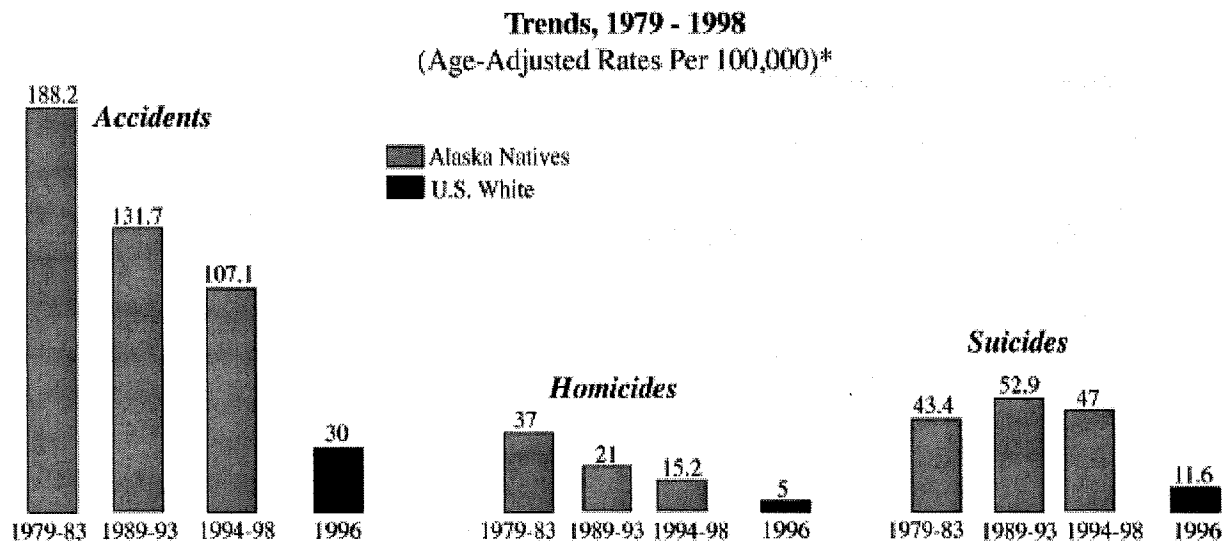 Trends, 1979 - 1998
(Age-Adjusted Rates Per 100,000)*
Accidents
188.2
131.7
107.1
30
1979-83 1989-93 1994-98 1996
Alaska Natives
U.S. White
Homicides
37
21
15.2
5
1979-83 1989-93 1994-98 1996
Suicides
43.4
52.9
47
11.6
1979-83 1989-93 1994-98 1996